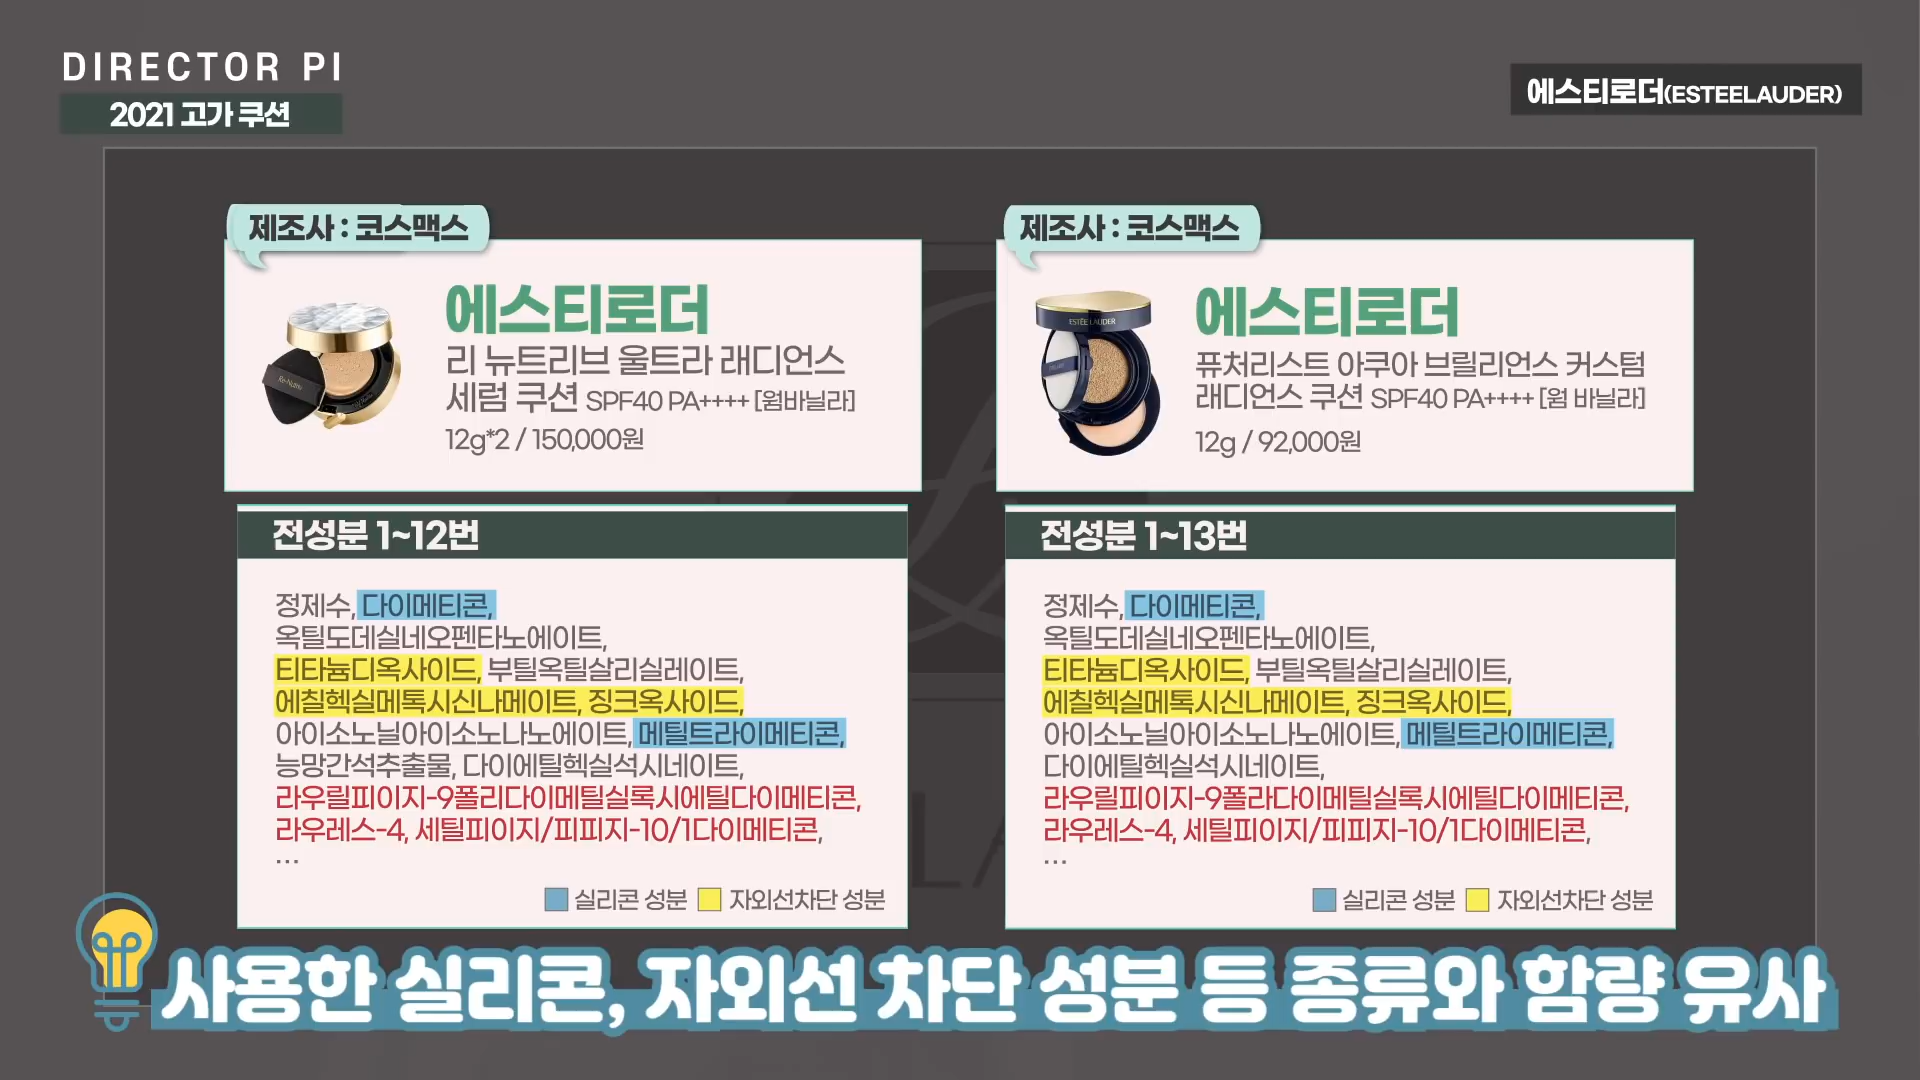 DIRECTOR PI
2021 고가 쿠션
에스티로더(ESTEELAUDER)
제조사 : 코스맥스
에스티로더
리 뉴트리브 울트라 래디언스
세럼 쿠션 SPF40 PA++++ [웜바닐라]
12g*2 / 150,000원
전성분 1~12번
정제수, 다이메티콘,
옥틸도데실네오펜타노에이트,
티타늄디옥사이드, 부틸옥틸살리실레이트,
에칠헥실메톡시신나메이트, 징크옥사이드,
아이소노닐아이소노나노에이트, 메틸트라이메티콘,
능망간석추출물, 다이에틸헥실석시네이트,
라우릴피이지-9폴리다이메틸실록시에틸다이메티콘,
라우레스-4, 세틸피이지/피피지-10/1다이메티콘,
...
실리콘 성분 자외선차단 성분
제조사 : 코스맥스
ESTĒE LAUDER
에스티로더
퓨처리스트 아쿠아 브릴리언스 커스텀
래디언스 쿠션 SPF40 PA++++ [웜 바닐라]
12g / 92,000원
전성분 1~13번
정제수, 다이메티콘,
옥틸도데실네오펜타노에이트,
티타늄디옥사이드, 부틸옥틸살리실레이트,
에칠헥실메톡시신나메이트, 징크옥사이드,
아이소노닐아이소노나노에이트, 메틸트라이메티콘,
다이에틸헥실석시네이트,
라우릴피이지-9폴라다이메틸실록시에틸다이메티콘,
라우레스-4, 세틸피이지/피피지-10/1다이메티콘,
...
실리콘 성분 자외선차단 성분
사용한 실리콘, 자외선 차단 성분 등 종류와 함량 유사